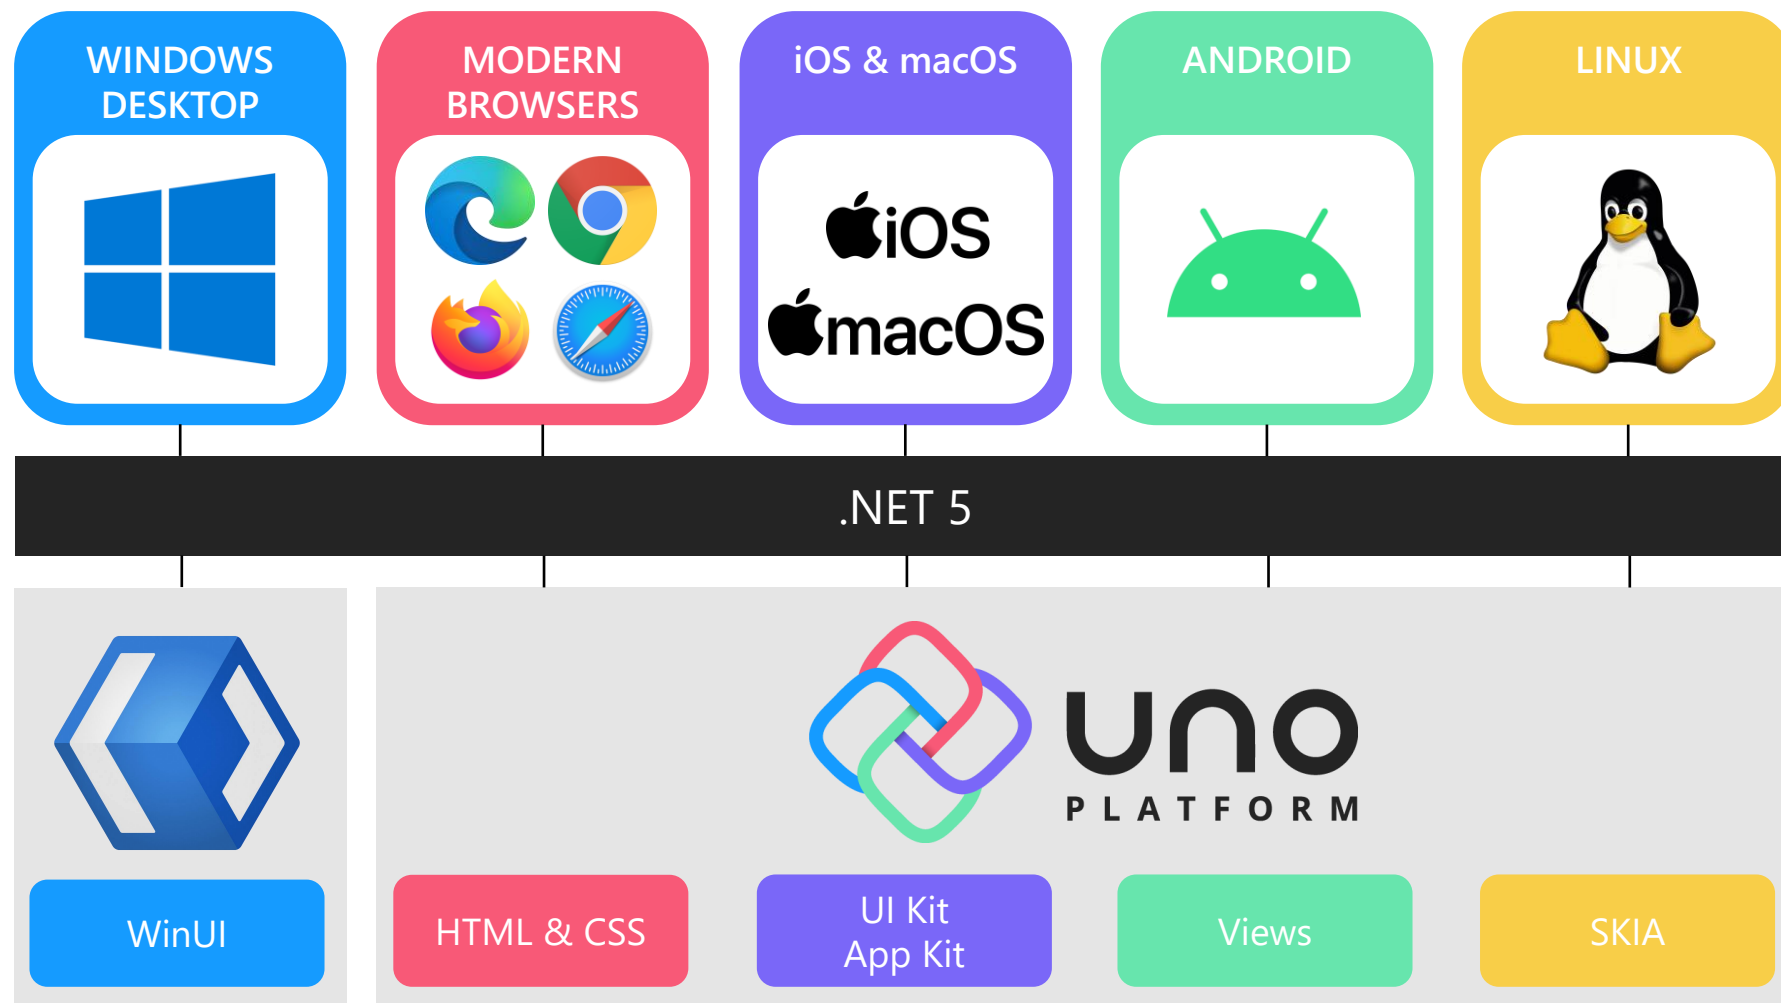 WINDOWS
DESKTOP
MODERN
BROWSERS
iOS & macOS
ANDROID
LINUX
iOS
macOS
.NET 5
uno
PLATFORM
WinUI
HTML & CSS
UI Kit
App Kit
Views
SKIA